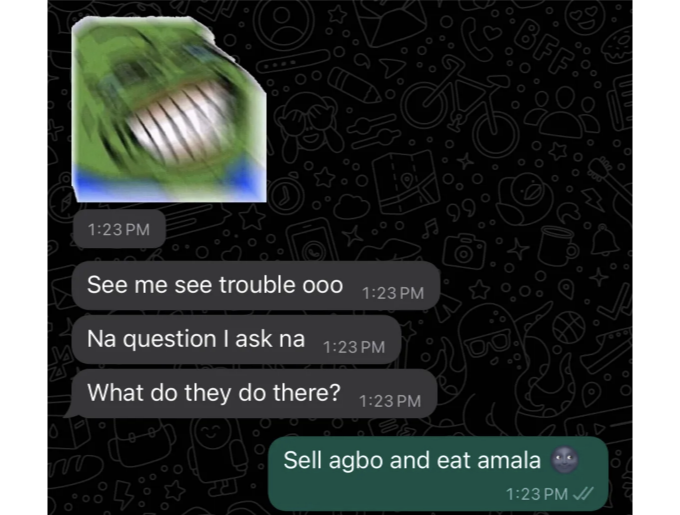 1:23 PM
See me see trouble ooo 1:23 PM
Na question I ask na 1:23 PM
What do they do there? 1:23 PM
Sell agbo and eat amala 🌚
1:23 PM
BFF